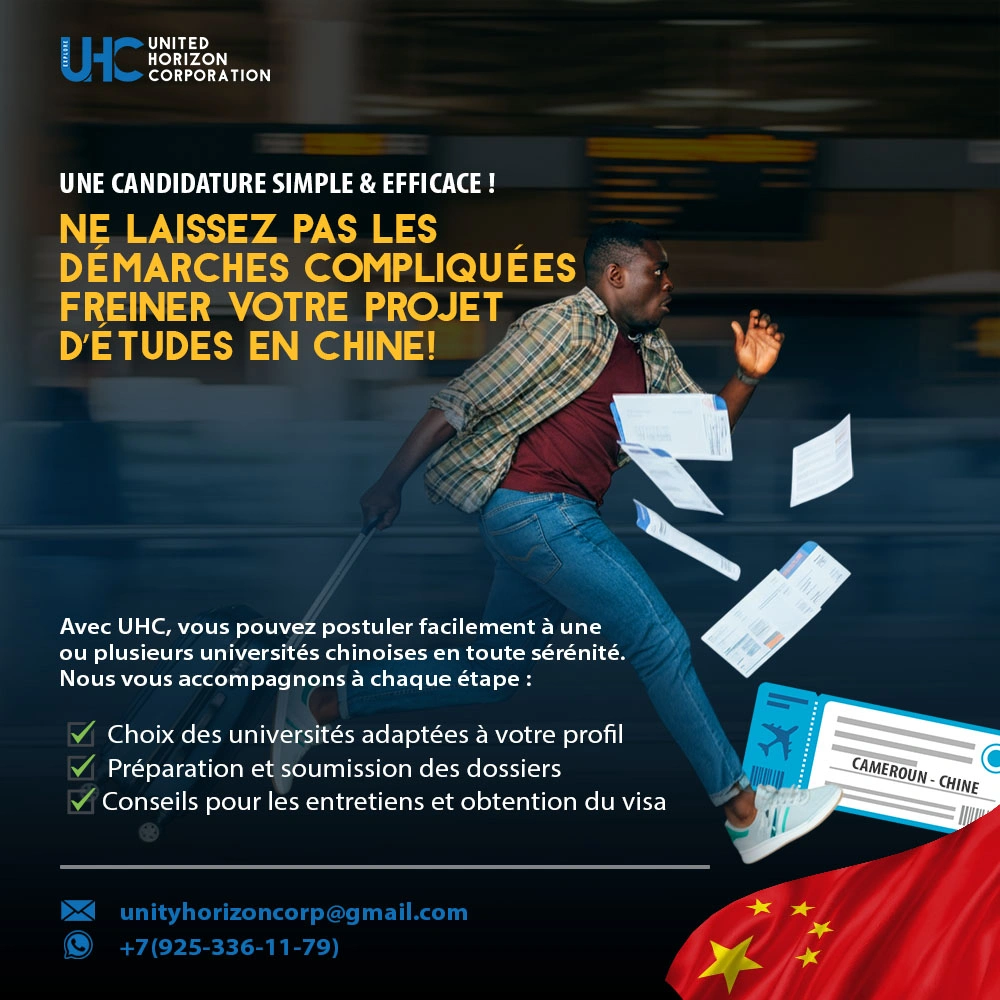 EXPLORE
UHC
UNITED
HORIZON
CORPORATION
UNE CANDIDATURE SIMPLE & EFFICACE !
NE LAISSEZ PAS LES
DÉMARCHES COMPLIQUÉES
FREINER VOTRE PROJET
D'ÉTUDES EN CHINE!
Avec UHC, vous pouvez postuler facilement à une
ou plusieurs universités chinoises en toute sérénité.
Nous vous accompagnons à chaque étape :
Choix des universités adaptées à votre profil
Préparation et soumission des dossiers
Conseils pour les entretiens et obtention du visa
CAMEROUN - CHINE
unityhorizoncorp@gmail.com
+7(925-336-11-79)